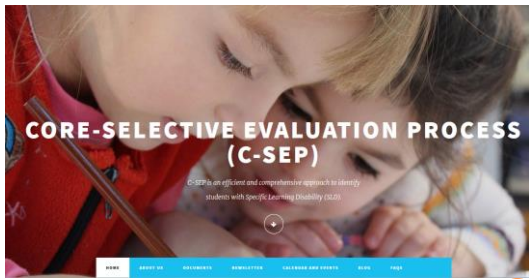 CORE-SELECTIVE EVALUATION PROCESS
(C-SEP)
C-SEP is an efficient and comprehensive approach to identify
students with Specific Learning Disability (SLD).
HOME ABOUT US DOCUMENTS NEWSLETTER CALENDAR AND EVENTS BLOG FAQS